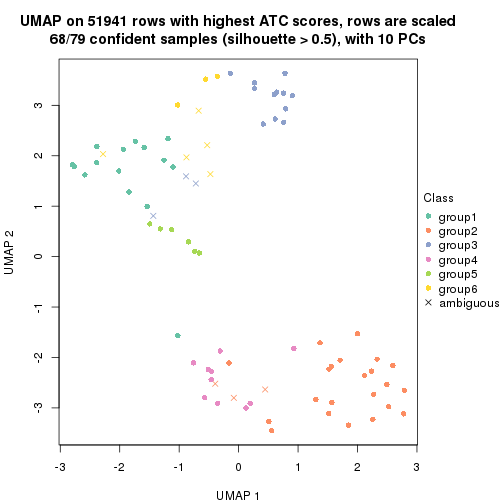 UMAP on 51941 rows with highest ATC scores, rows are scaled
68/79 confident samples (silhouette > 0.5), with 10 PCs
3
2
1
0
-1
-2
-3
UMAP 2
-3
-2
-1
0
1
2
3
UMAP 1
Class
group1
group2
group3
group4
group5
group6
ambiguous